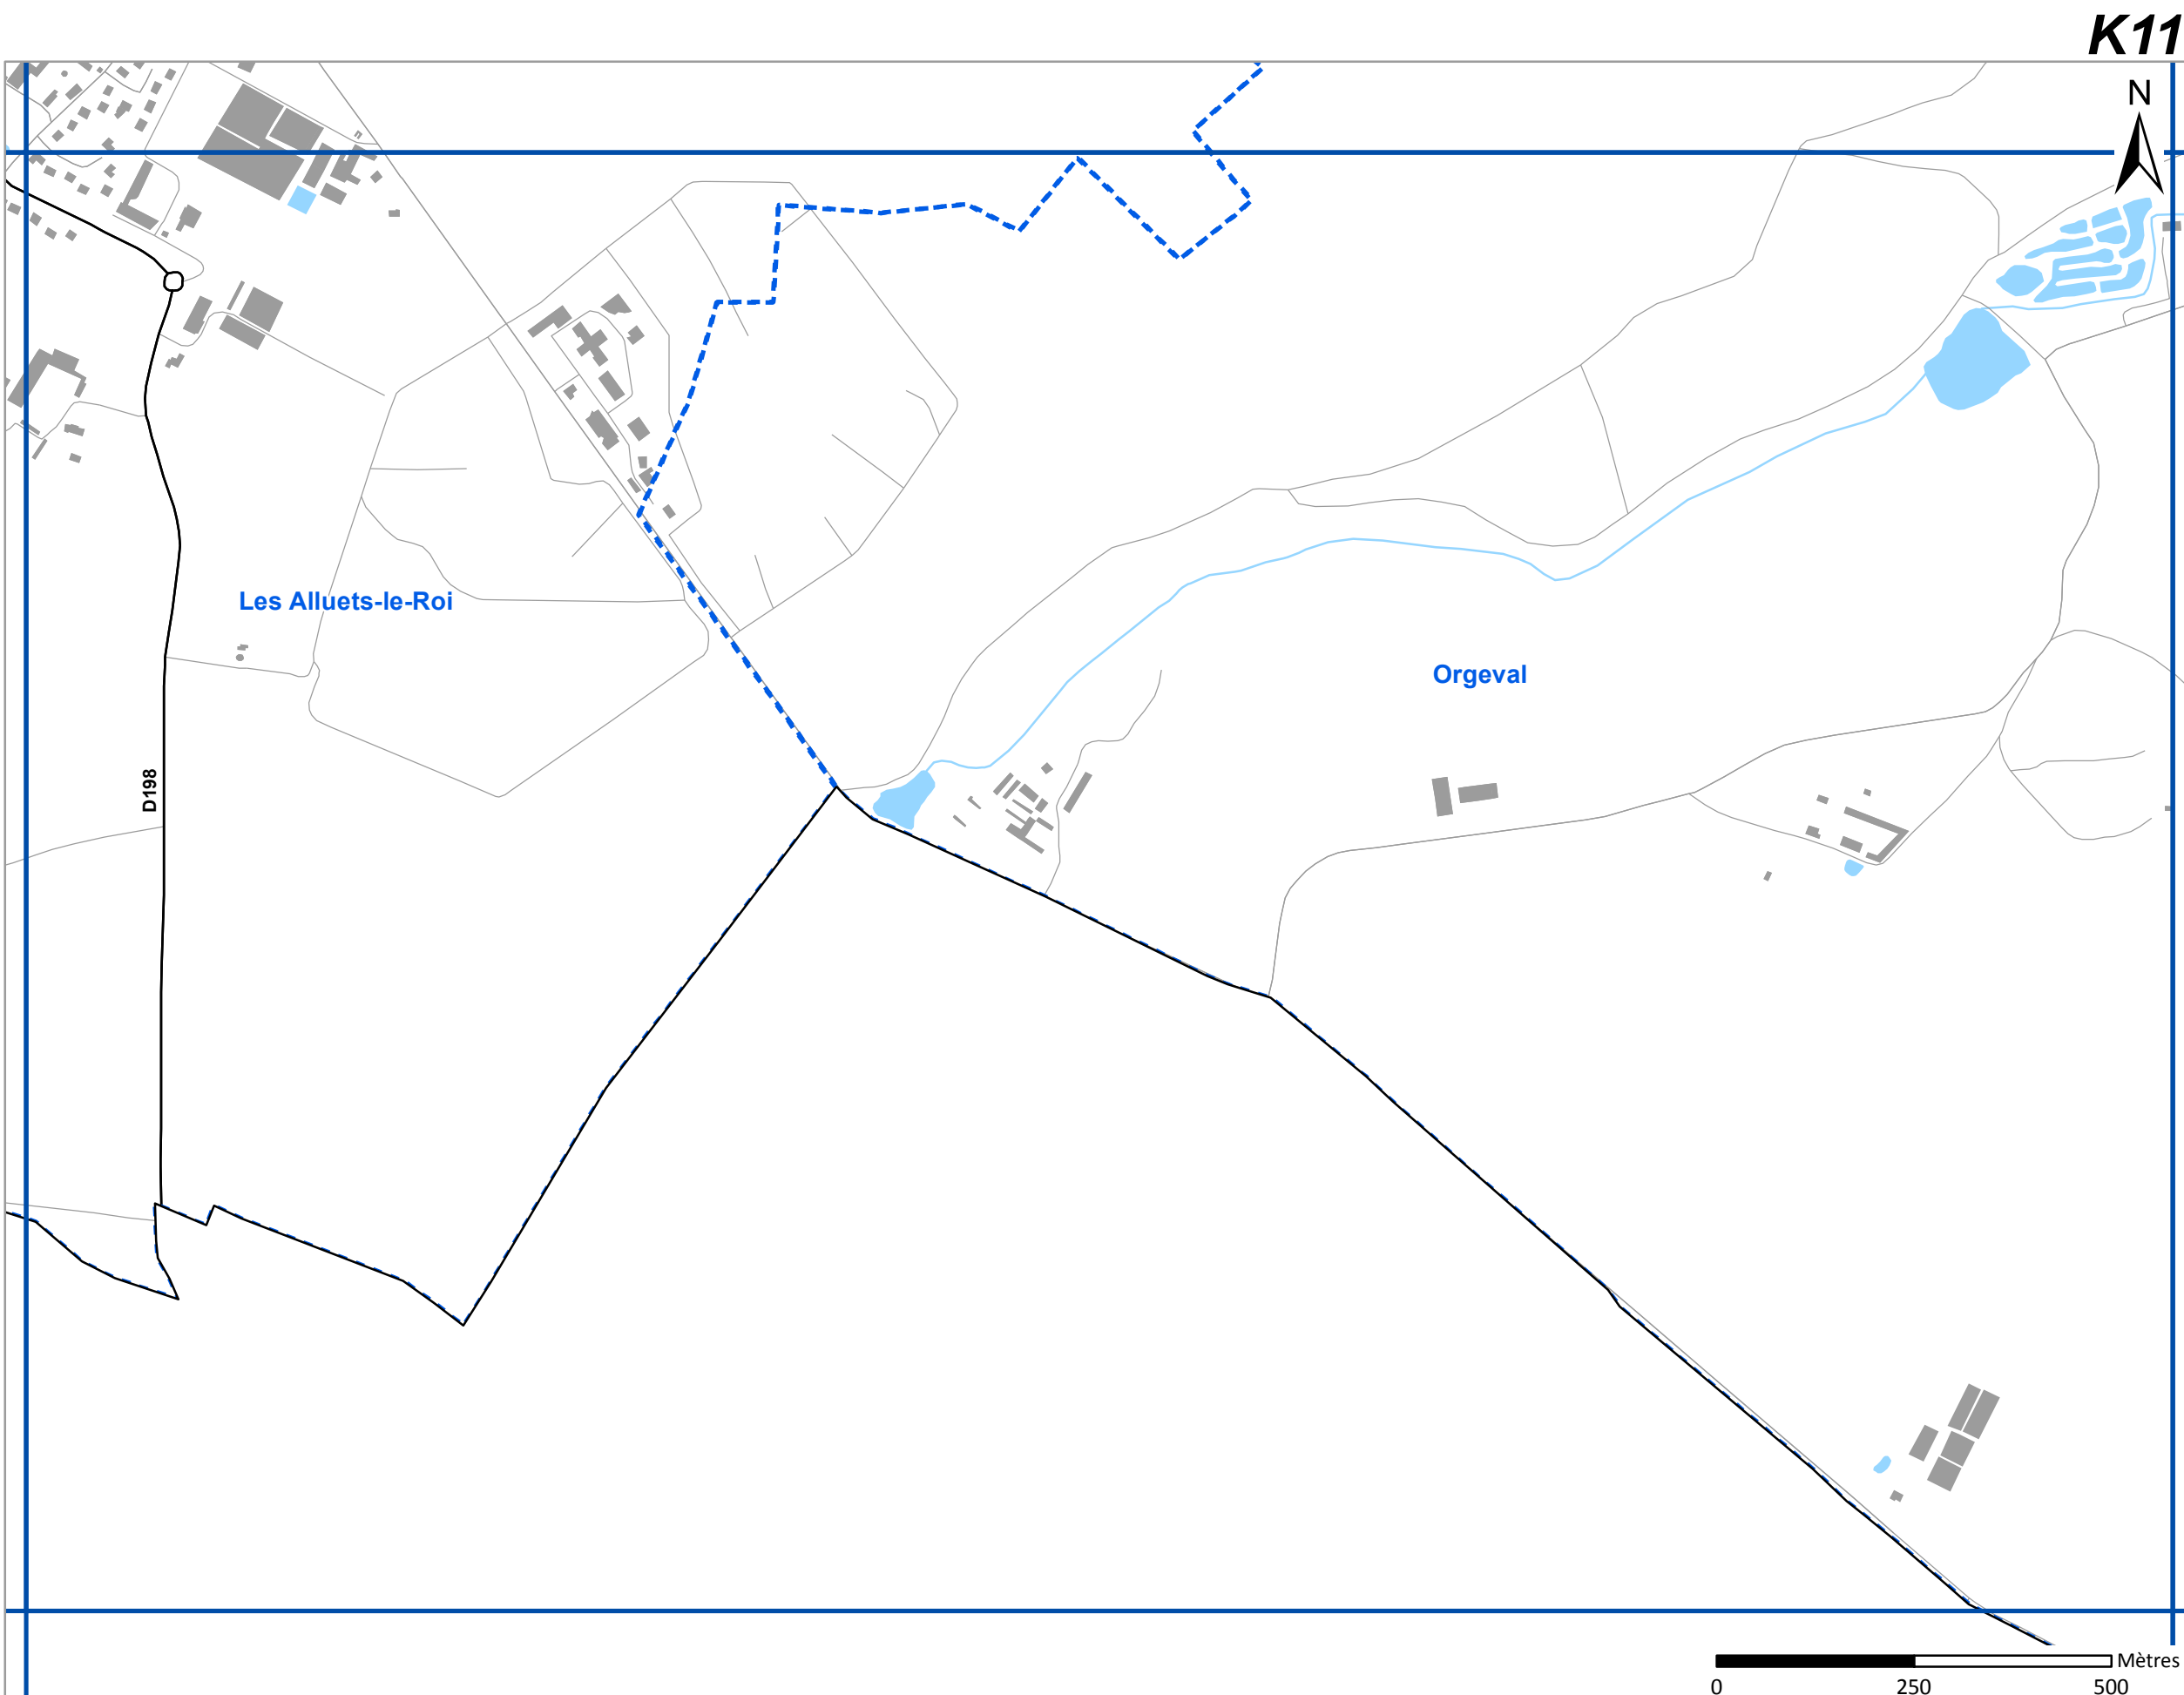 K11
N
Les Alluets-le-Roi
Orgeval
D198
Mètres
0 250 500